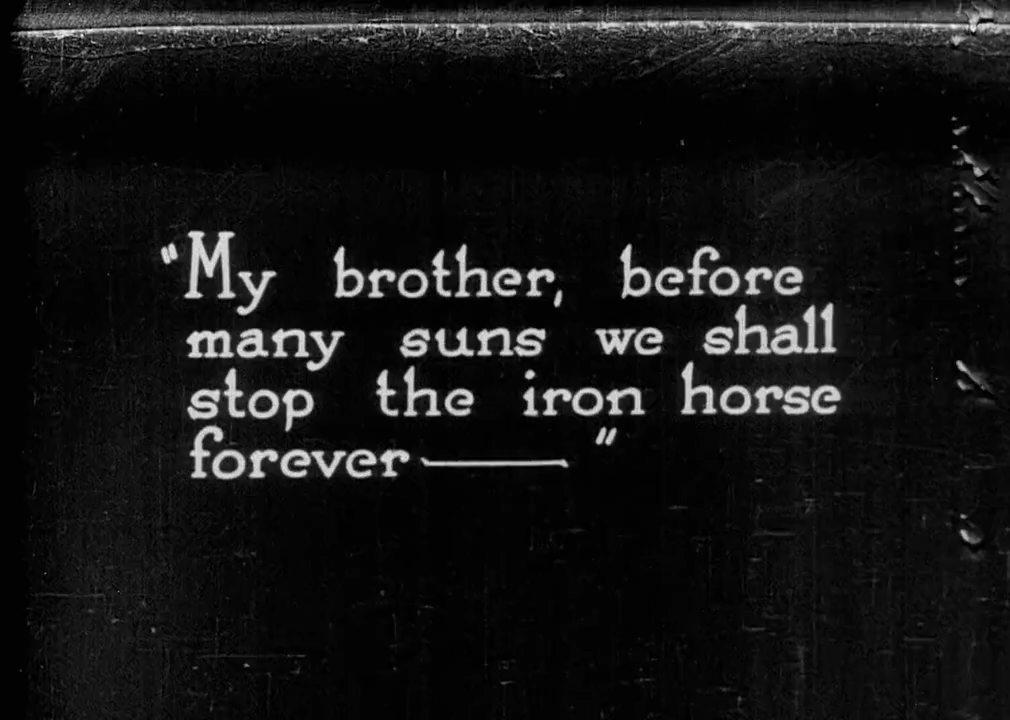 "My brother, before
many suns we shall
stop the iron horse
forever——"